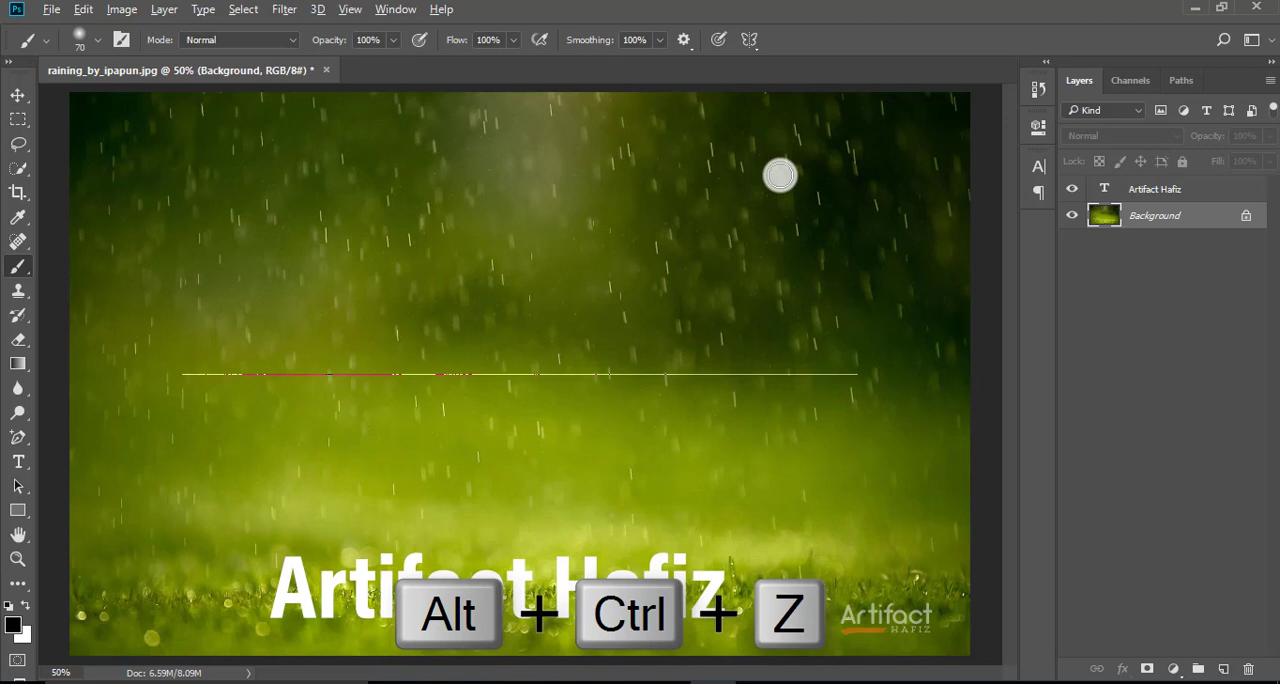 Ps File Edit Image Layer Type Select Filter 3D View Window Help
70 Mode: Normal Opacity: 100% Flow: 100% Smoothing: 100%
raining_by_ipapun.jpg @ 50% (Background, RGB/8#) * ×
Layers Channels Paths
Kind
Normal Opacity: 100%
Lock: Fill: 100%
Artifact Hafiz
Background
Artifact Hafiz
Alt + Ctrl + Z
Artifact
HAFIZ
50% Doc: 6.59M/8.09M